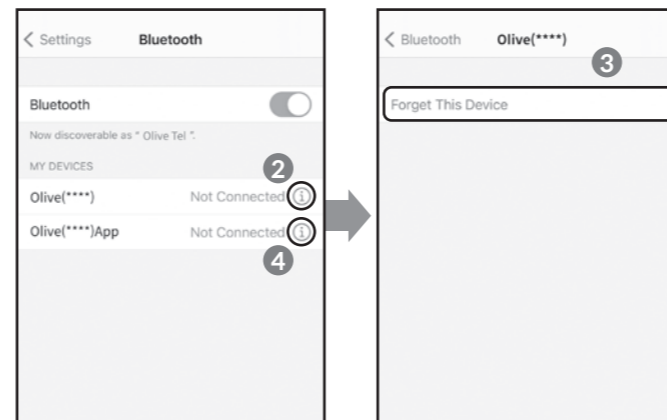 Settings Bluetooth
Bluetooth
Now discoverable as " Olive Tel ".
MY DEVICES
2
Olive(****) Not Connected
Olive(****)App Not Connected
4
Bluetooth Olive(****)
3
Forget This Device